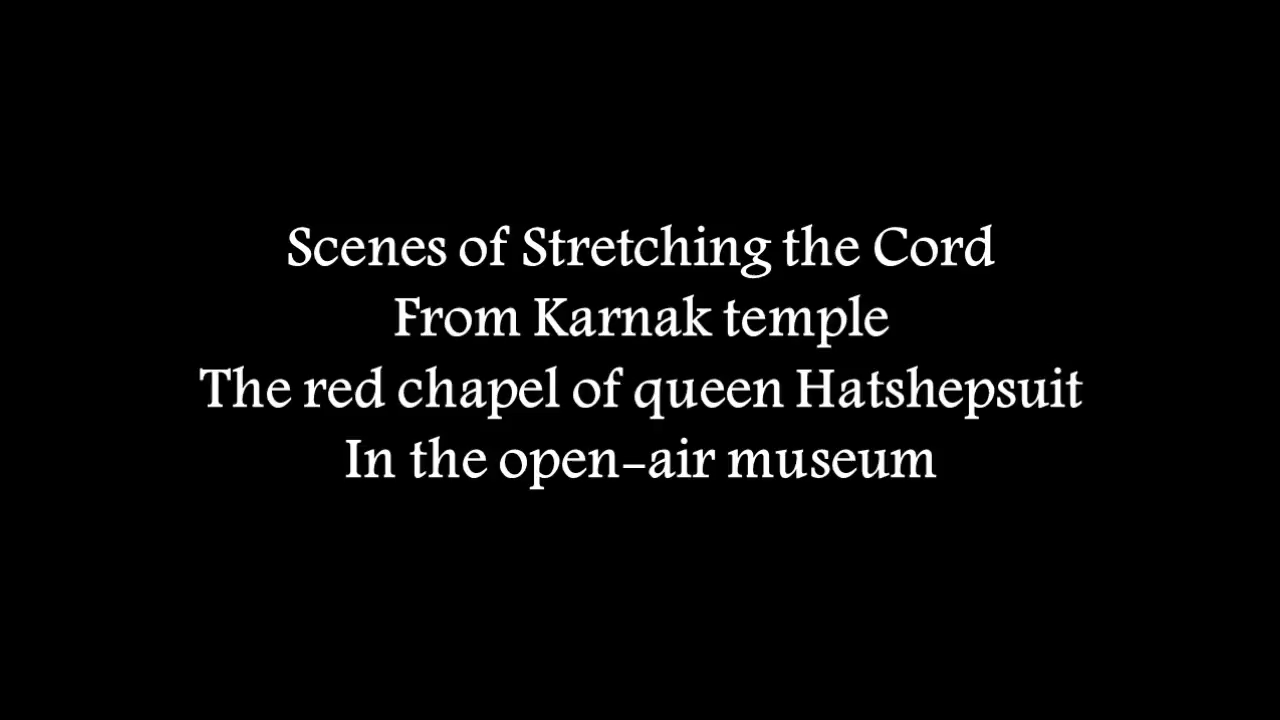 Scenes of Stretching the Cord
From Karnak temple
The red chapel of queen Hatshepsuit
In the open-air museum